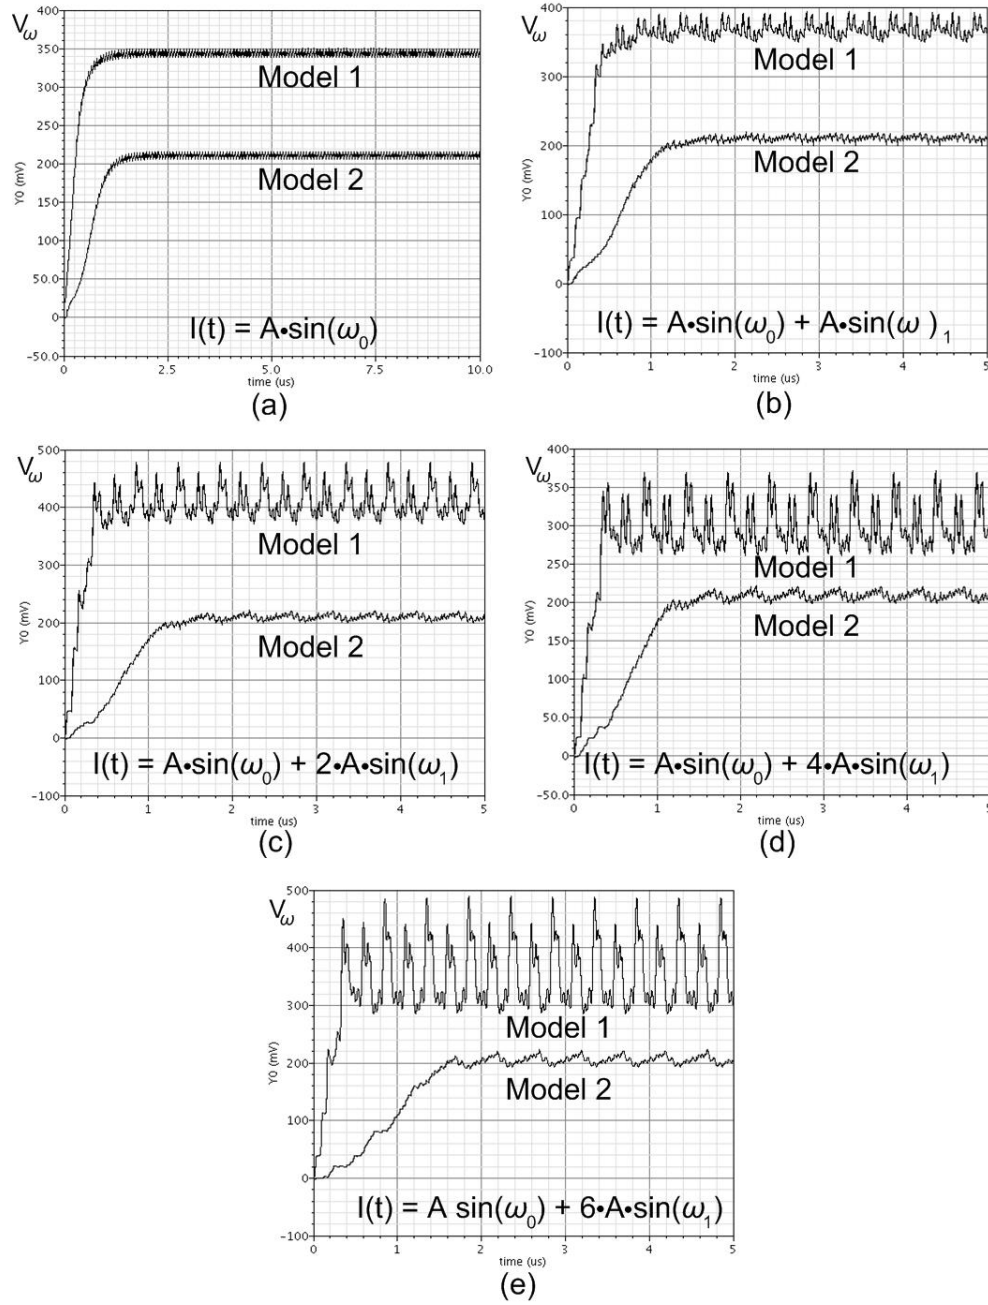 Vω
400
350
300
250
200
150
100
50.0
0
-50.0
Y0 (mV)
Model 1
Model 2
I(t) = A•sin(ω₀)
0 2.5 5.0 7.5 10.0
time (us)
(a)
Vω
400
300
200
100
0
-100
Y0 (mV)
Model 1
Model 2
I(t) = A•sin(ω₀) + A•sin(ω )₁
0 1 2 3 4 5
time (us)
(b)
Vω
500
400
300
200
100
0
-100
Y0 (mV)
Model 1
Model 2
I(t) = A•sin(ω₀) + 2•A•sin(ω₁)
0 1 2 3 4 5
time (us)
(c)
Vω
400
350
300
250
200
150
100
50.0
0
-50.0
Y0 (mV)
Model 1
Model 2
I(t) = A•sin(ω₀) + 4•A•sin(ω₁)
0 1 2 3 4 5
time (us)
(d)
Vω
500
400
300
200
100
0
-100
Y0 (mV)
Model 1
Model 2
I(t) = A sin(ω₀) + 6•A•sin(ω₁)
0 1 2 3 4 5
time (us)
(e)